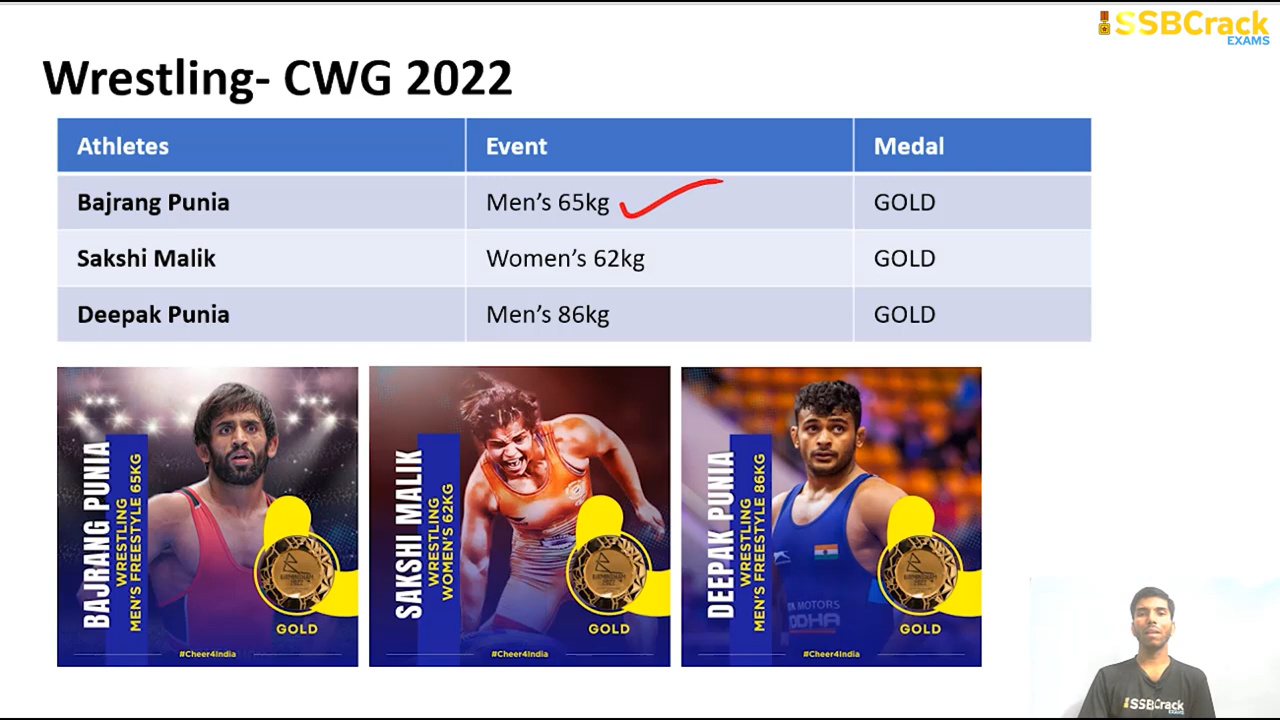 SSBCrack
EXAMS
Wrestling- CWG 2022
Athletes Event Medal
Bajrang Punia Men's 65kg GOLD
Sakshi Malik Women's 62kg GOLD
Deepak Punia Men's 86kg GOLD
BAJRANG PUNIA
WRESTLING
MEN'S FREESTYLE 65KG
GOLD
#Cheer4India
SAKSHI MALIK
WRESTLING
WOMEN'S 62KG
GOLD
#Cheer4India
DEEPAK PUNIA
WRESTLING
MEN'S FREESTYLE 86KG
MOTORS
GOLD
#Cheer4India
SSBCrack
EXAMS